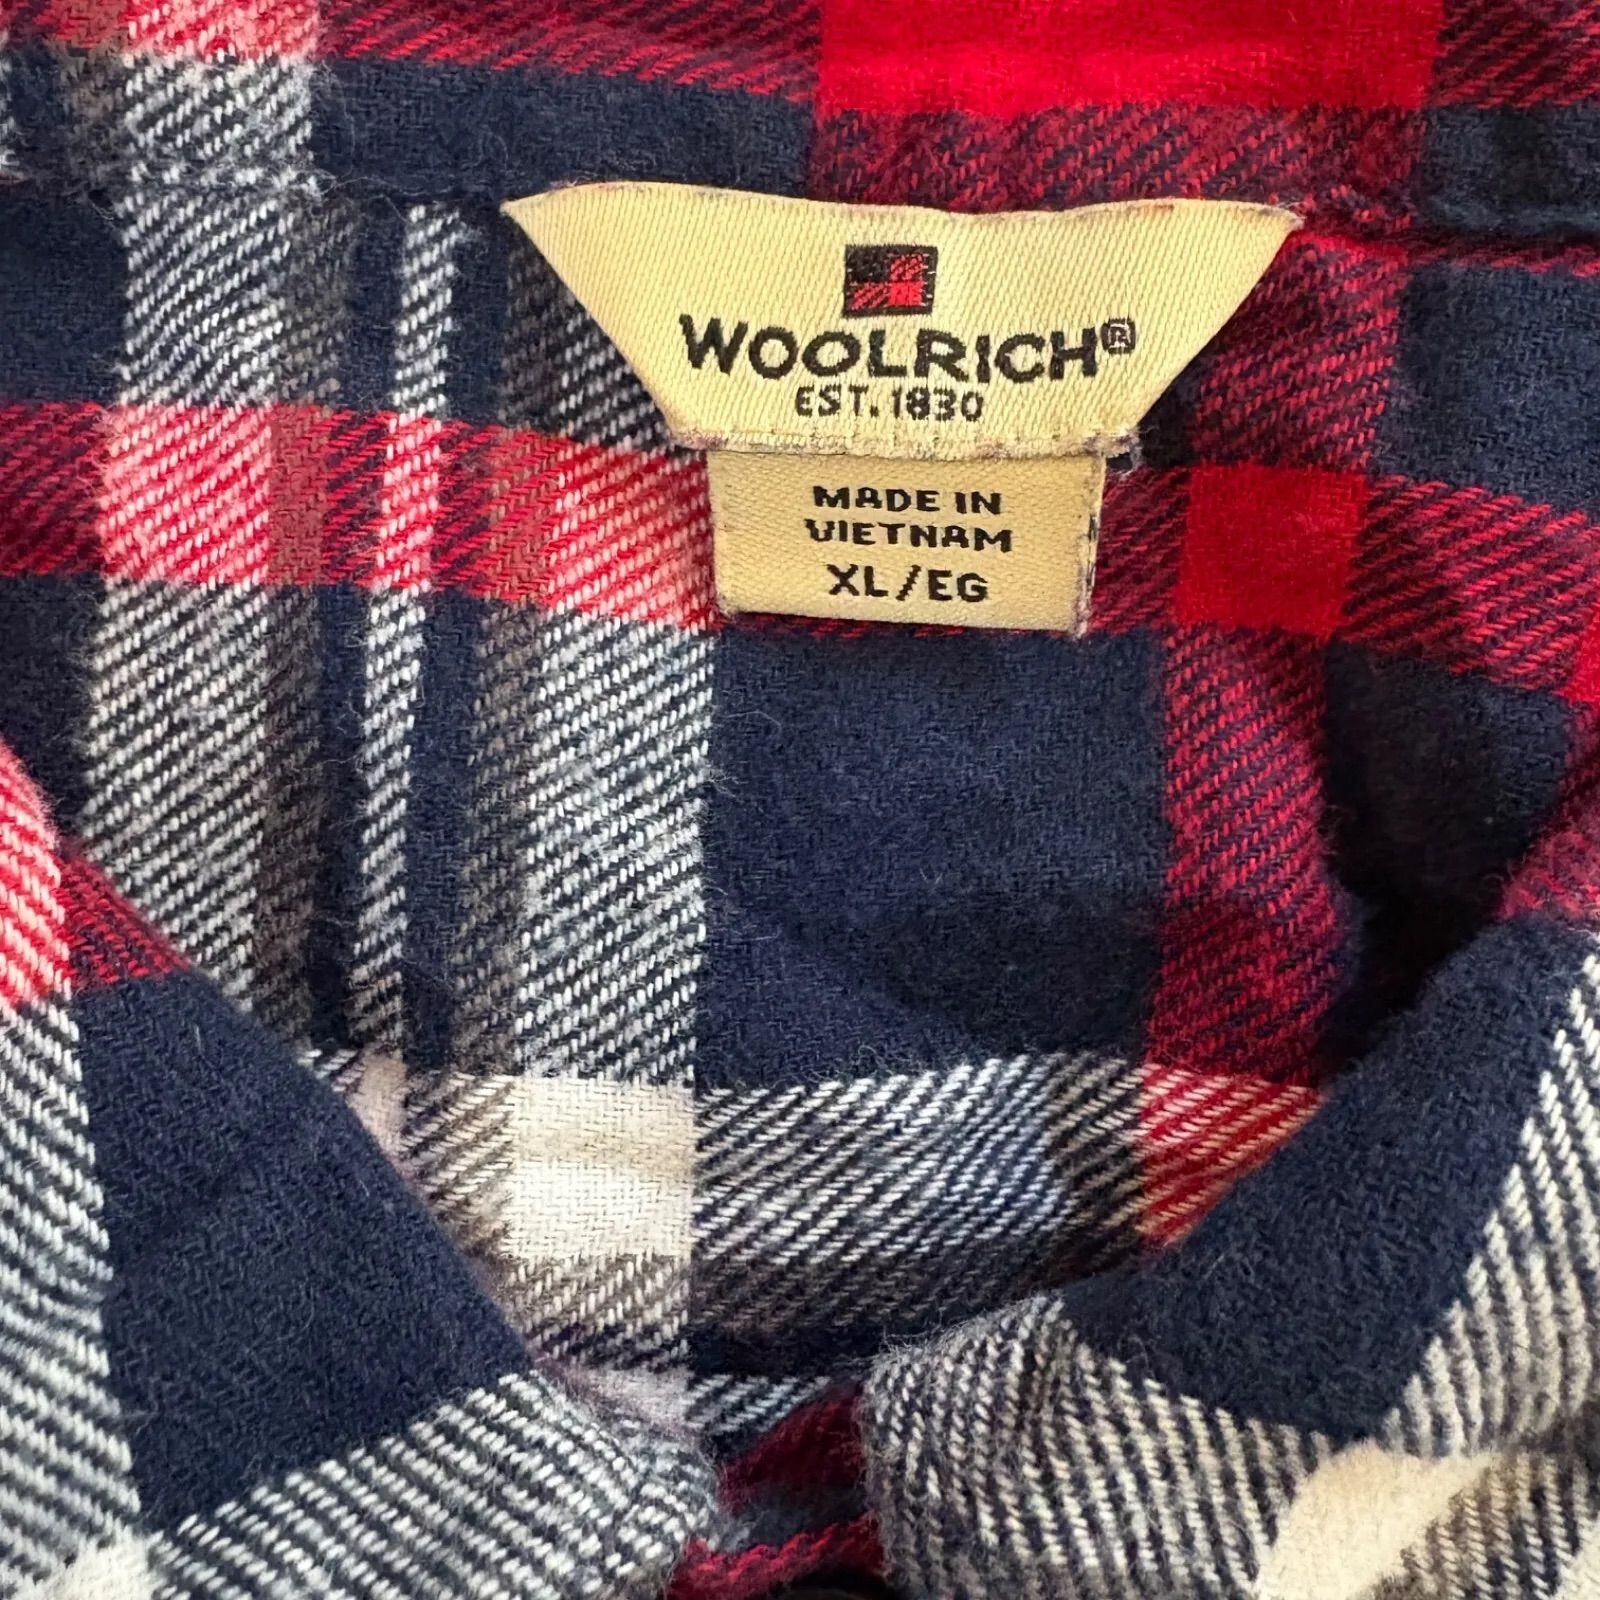 WOOLRICH®
EST. 1830
MADE IN
VIETNAM
XL/EG